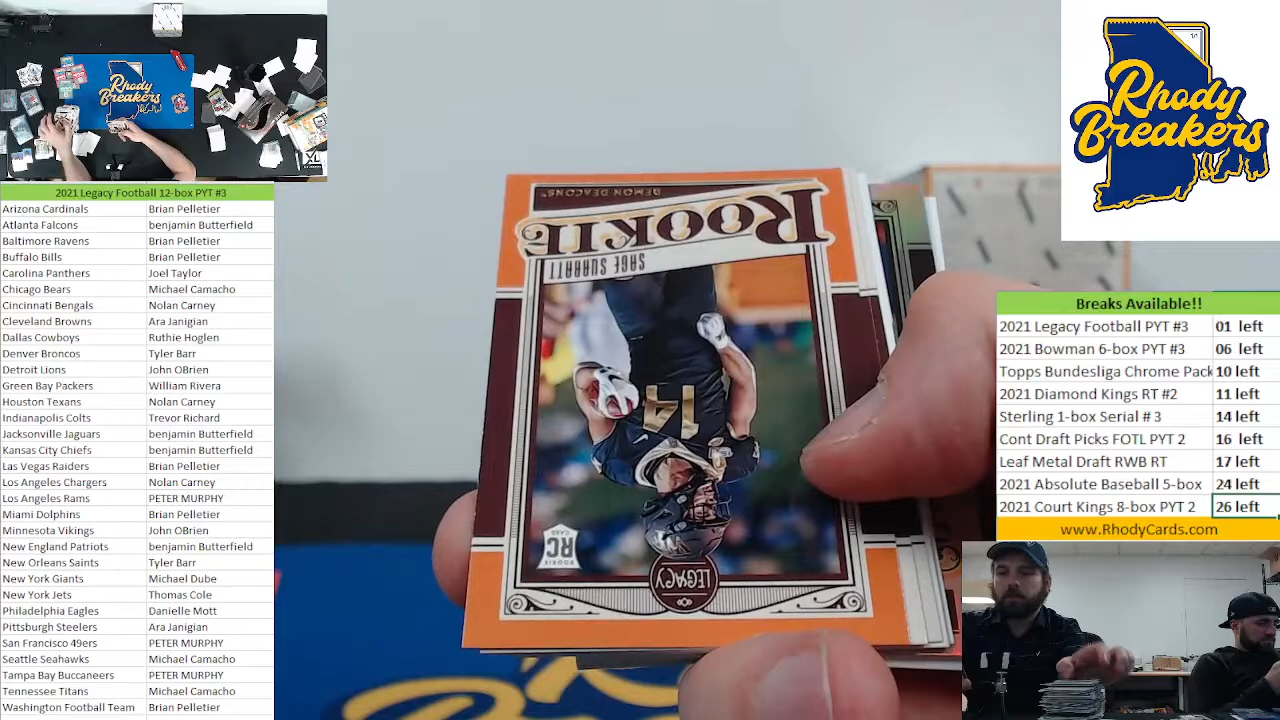 2021 Legacy Football 12-box PYT #3
Arizona Cardinals Brian Pelletier
Atlanta Falcons benjamin Butterfield
Baltimore Ravens Brian Pelletier
Buffalo Bills Brian Pelletier
Carolina Panthers Joel Taylor
Chicago Bears Michael Camacho
Cincinnati Bengals Nolan Carney
Cleveland Browns Ara Janigian
Dallas Cowboys Ruthie Hoglen
Denver Broncos Tyler Barr
Detroit Lions John OBrien
Green Bay Packers William Rivera
Houston Texans Nolan Carney
Indianapolis Colts Trevor Richard
Jacksonville Jaguars benjamin Butterfield
Kansas City Chiefs benjamin Butterfield
Las Vegas Raiders Brian Pelletier
Los Angeles Chargers Nolan Carney
Los Angeles Rams PETER MURPHY
Miami Dolphins Brian Pelletier
Minnesota Vikings John OBrien
New England Patriots benjamin Butterfield
New Orleans Saints Tyler Barr
New York Giants Michael Dube
New York Jets Thomas Cole
Philadelphia Eagles Danielle Mott
Pittsburgh Steelers Ara Janigian
San Francisco 49ers PETER MURPHY
Seattle Seahawks Michael Camacho
Tampa Bay Buccaneers PETER MURPHY
Tennessee Titans Michael Camacho
Washington Football Team Brian Pelletier
Rhody
Breakers
DEMON DEACONS
ROOKIE
SAGE SURRATT
14
RC
ROOKIE
CARD
LEGACY
Rhody
Breakers
Breaks Available!!
2021 Legacy Football PYT #3 01 left
2021 Bowman 6-box PYT #3 06 left
Topps Bundesliga Chrome Pack 10 left
2021 Diamond Kings RT #2 11 left
Sterling 1-box Serial # 3 14 left
Cont Draft Picks FOTL PYT 2 16 left
Leaf Metal Draft RWB RT 17 left
2021 Absolute Baseball 5-box 24 left
2021 Court Kings 8-box PYT 2 26 left
www.RhodyCards.com